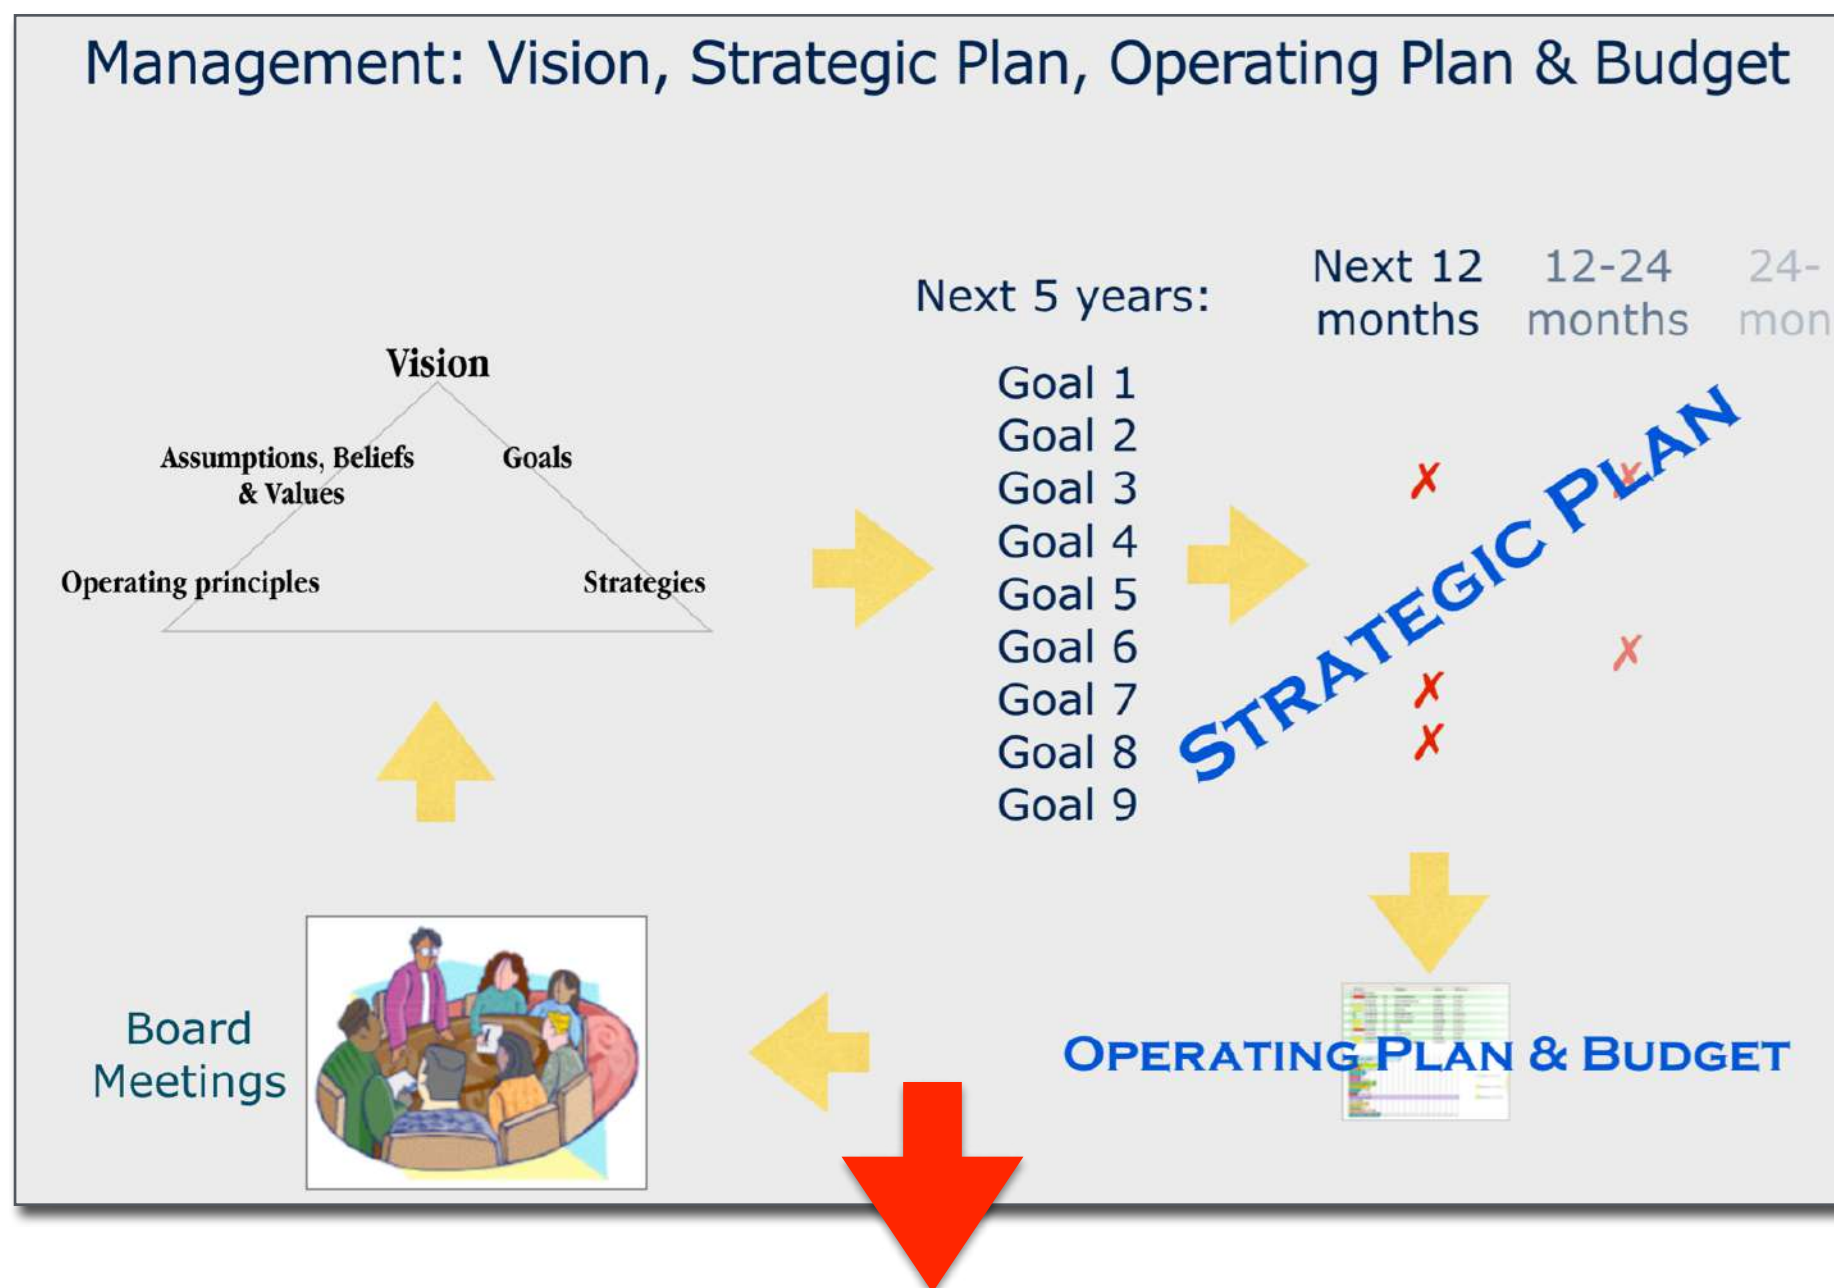 Management: Vision, Strategic Plan, Operating Plan & Budget
Next 5 years:
Next 12
months
12-24
months
24-
mon
Vision
Assumptions, Beliefs
& Values
Goals
Operating principles
Strategies
Goal 1
Goal 2
Goal 3
Goal 4
Goal 5
Goal 6
Goal 7
Goal 8
Goal 9
✗ ✗
✗
✗
✗
STRATEGIC PLAN
Board
Meetings
OPERATING PLAN & BUDGET